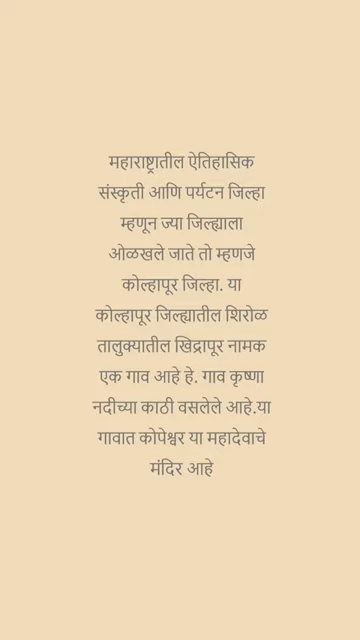 महाराष्ट्रातील ऐतिहासिक
संस्कृती आणि पर्यटन जिल्हा
म्हणून ज्या जिल्ह्याला
ओळखले जाते तो म्हणजे
कोल्हापूर जिल्हा. या
कोल्हापूर जिल्ह्यातील शिरोळ
तालुक्यातील खिद्रापूर नामक
एक गाव आहे हे. गाव कृष्णा
नदीच्या काठी वसलेले आहे.या
गावात कोपेश्वर या महादेवाचे
मंदिर आहे